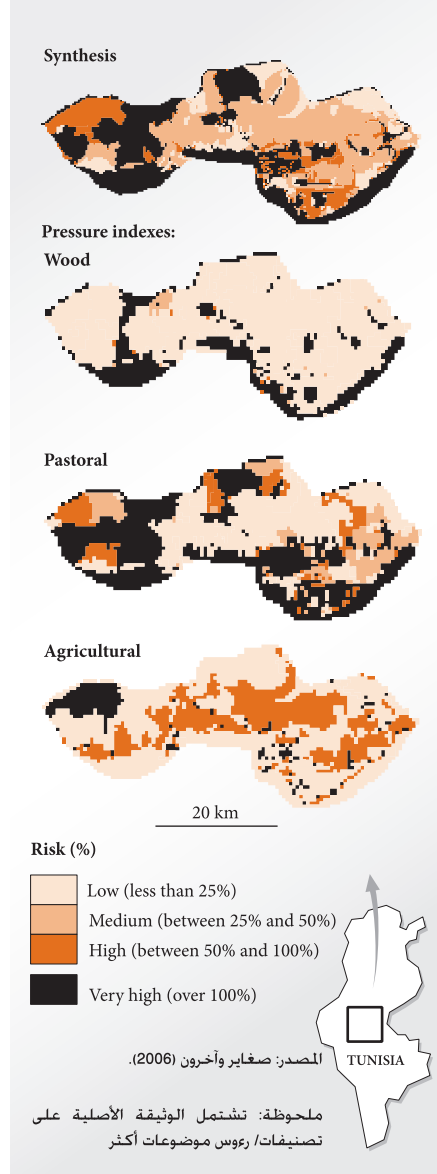 Synthesis
Pressure indexes:
Wood
Pastoral
Agricultural
20 km
Risk (%)
Low (less than 25%)
Medium (between 25% and 50%)
High (between 50% and 100%)
Very high (over 100%)
TUNISIA
المصدر: صغاير وآخرون (2006).
ملحوظة: تشتمل الوثيقة الأصلية على
تصنيفات/ رءوس موضوعات أكثر